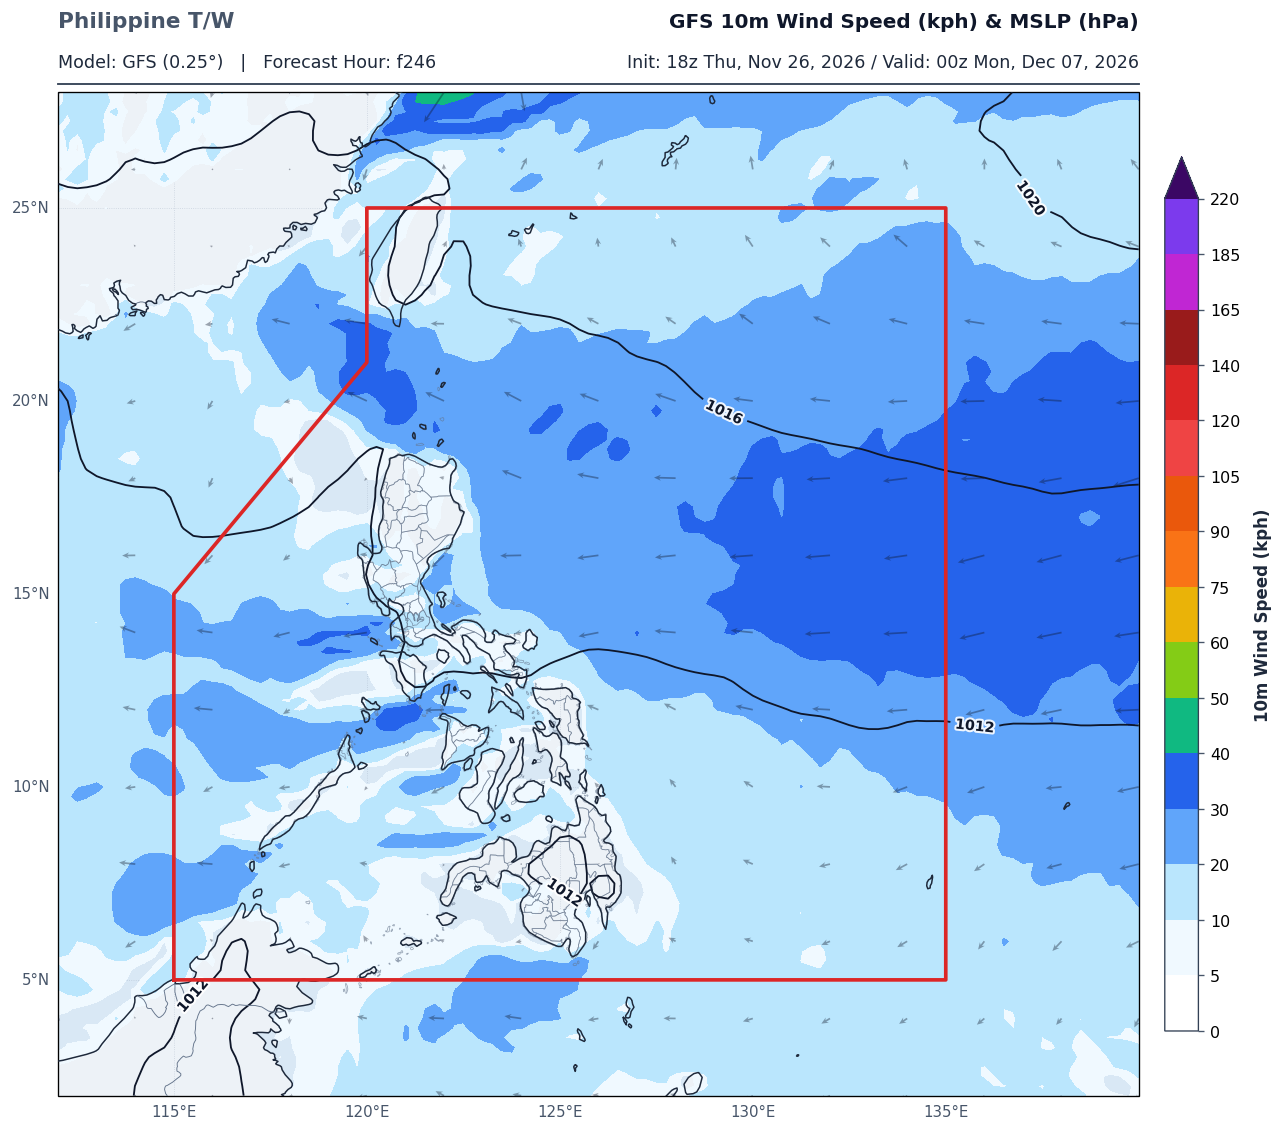 Philippine T/W
GFS 10m Wind Speed (kph) & MSLP (hPa)
Model: GFS (0.25°) | Forecast Hour: f246
Init: 18z Thu, Nov 26, 2026 / Valid: 00z Mon, Dec 07, 2026
25°N
20°N
15°N
10°N
5°N
115°E
120°E
125°E
130°E
135°E
1020
1016
1012
1012
1012
220
185
165
140
120
105
90
75
60
50
40
30
20
10
5
0
10m Wind Speed (kph)